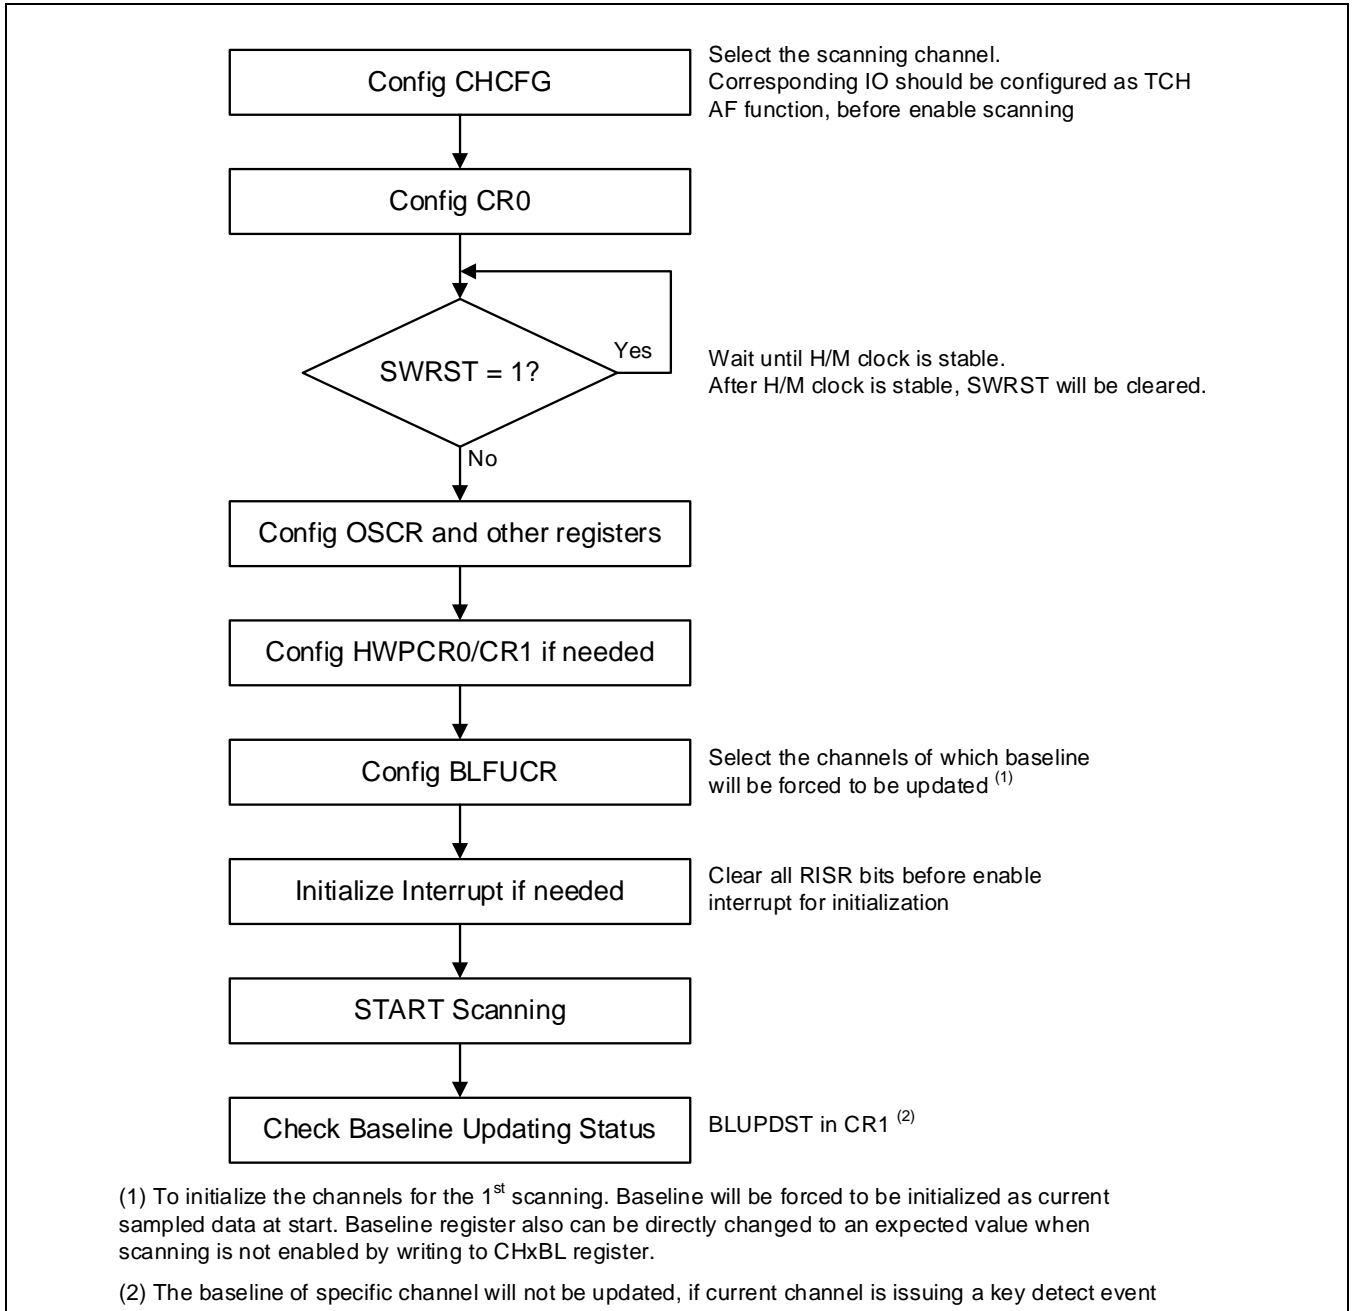 Config CHCFG
Select the scanning channel.
Corresponding IO should be configured as TCH
AF function, before enable scanning
Config CR0
SWRST = 1?
Yes
Wait until H/M clock is stable.
After H/M clock is stable, SWRST will be cleared.
No
Config OSCR and other registers
Config HWPCR0/CR1 if needed
Config BLFUCR
Select the channels of which baseline
will be forced to be updated (1)
Initialize Interrupt if needed
Clear all RISR bits before enable
interrupt for initialization
START Scanning
Check Baseline Updating Status
BLUPDST in CR1 (2)
(1) To initialize the channels for the 1st scanning. Baseline will be forced to be initialized as current
sampled data at start. Baseline register also can be directly changed to an expected value when
scanning is not enabled by writing to CHxBL register.
(2) The baseline of specific channel will not be updated, if current channel is issuing a key detect event